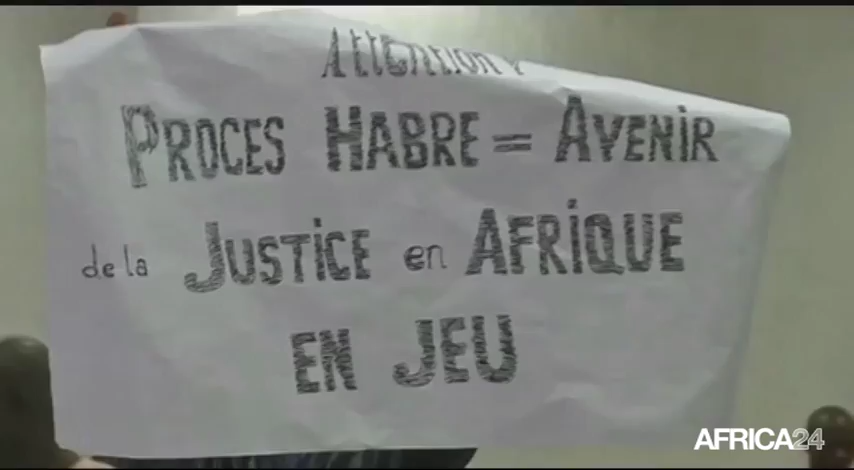 Attention !
PROCES HABRE = AVENIR
de la JUSTICE en AFRIQUE
EN JEU
AFRICA24